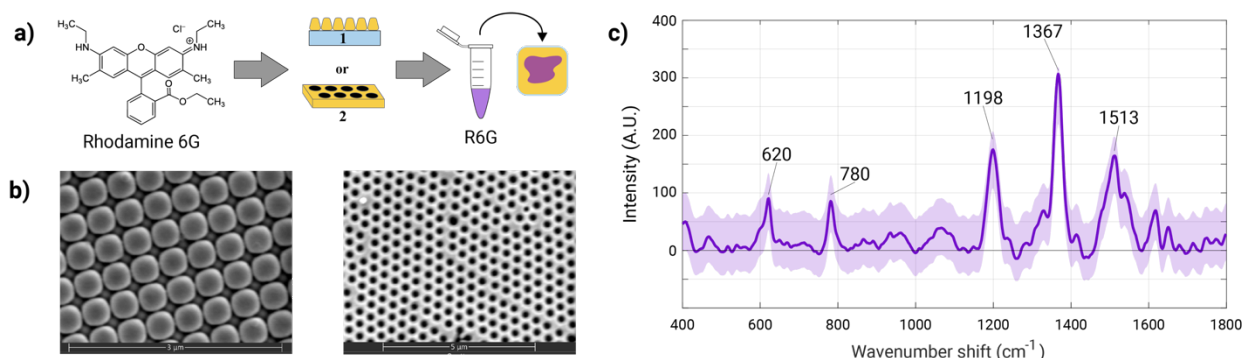 a)
Cl⁻
H₃C
CH₃
NH
NH
⊕
O
H₃C
CH₃
O
O
CH₃
Rhodamine 6G
1
or
2
R6G
b)
3 µm
5 µm
c)
400
300
200
100
0
Intensity (A.U.)
620
780
1198
1367
1513
400
600
800
1000
1200
1400
1600
1800
Wavenumber shift (cm⁻¹)